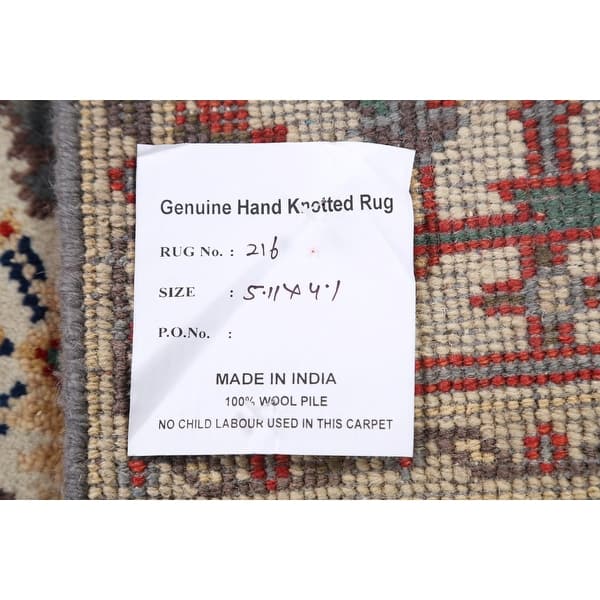 Genuine Hand Knotted Rug
RUG No. : 216
SIZE : 5.11 X 4.1
P.O.No. :
MADE IN INDIA
100% WOOL PILE
NO CHILD LABOUR USED IN THIS CARPET